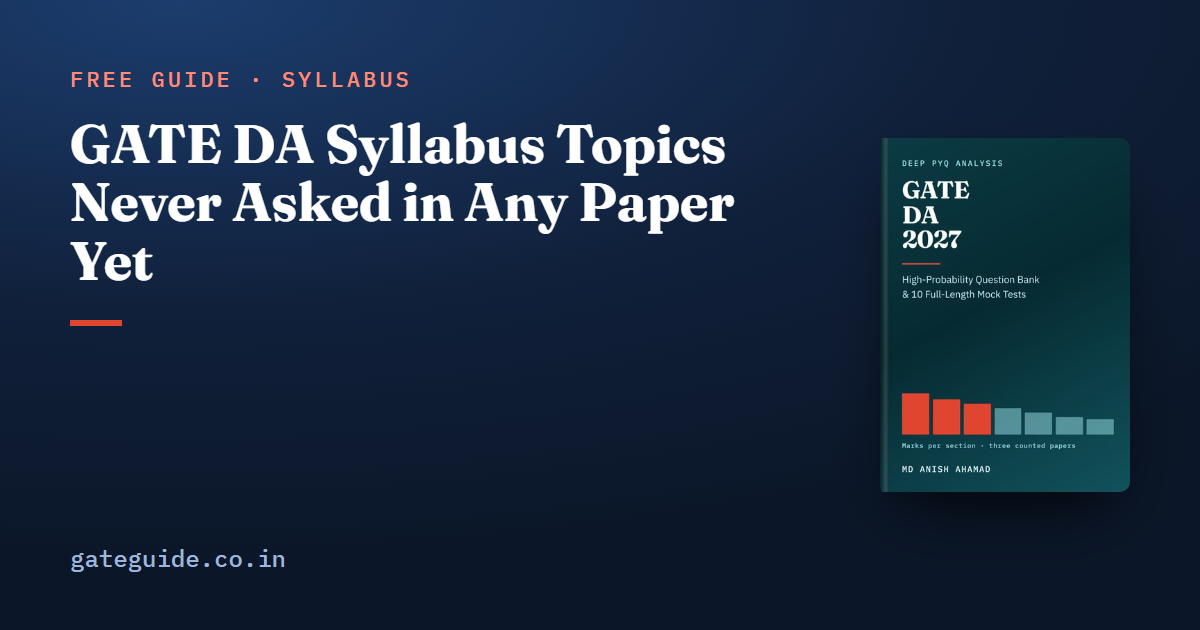 FREE GUIDE · SYLLABUS
GATE DA Syllabus Topics
Never Asked in Any Paper
Yet
gateguide.co.in
DEEP PYQ ANALYSIS
GATE
DA
2027
High-Probability Question Bank
& 10 Full-Length Mock Tests
Marks per section · three counted papers
MD ANISH AHAMAD